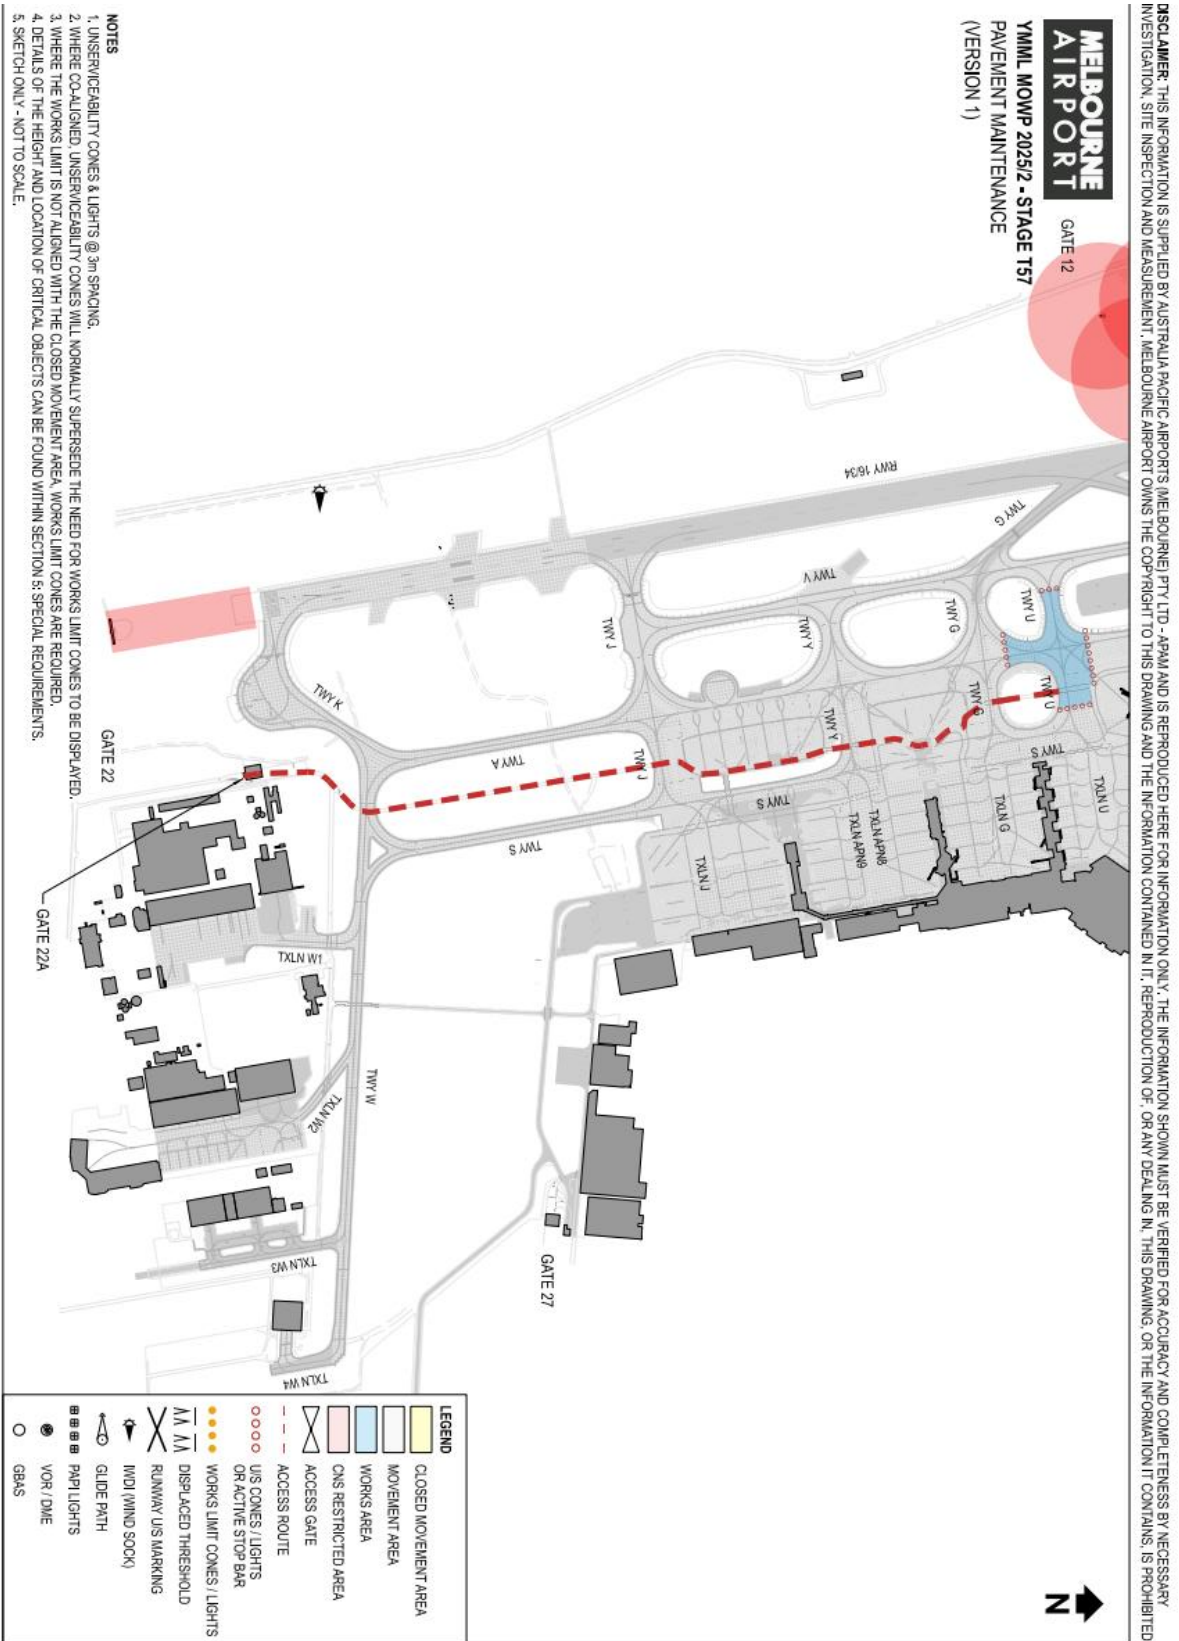 DISCLAIMER: THIS INFORMATION IS SUPPLIED BY AUSTRALIA PACIFIC AIRPORTS (MELBOURNE) PTY LTD - APAM AND IS REPRODUCED HERE FOR INFORMATION ONLY. THE INFORMATION SHOWN MUST BE VERIFIED FOR ACCURACY AND COMPLETENESS BY NECESSARY
INVESTIGATION, SITE INSPECTION AND MEASUREMENT. MELBOURNE AIRPORT OWNS THE COPYRIGHT TO THIS DRAWING AND THE INFORMATION CONTAINED IN IT. REPRODUCTION OF, OR ANY DEALING IN, THIS DRAWING, OR THE INFORMATION IT CONTAINS, IS PROHIBITED
MELBOURNE
AIRPORT
YMML MOWP 2025/2 - STAGE T57
PAVEMENT MAINTENANCE
(VERSION 1)
GATE 12
RWY 16/34
TWY G
TWY V
TWY U
TWY G
TWY Y
TWY J
TWY U
TWY G
TWY Y
TWY K
TWY A
TWY J
TWY S
TXLN U
TXLN G
TWY S
TXLN APN8
TXLN APN9
TXLN J
TWY S
GATE 22
GATE 22A
TXLN W1
TWY W
TXLN W2
GATE 27
TXLN W3
TXLN W4
N
NOTES
1. UNSERVICEABILITY CONES & LIGHTS @ 3m SPACING.
2. WHERE CO-ALIGNED, UNSERVICEABILITY CONES WILL NORMALLY SUPERSEDE THE NEED FOR WORKS LIMIT CONES TO BE DISPLAYED.
3. WHERE THE WORKS LIMIT IS NOT ALIGNED WITH THE CLOSED MOVEMENT AREA, WORKS LIMIT CONES ARE REQUIRED.
4. DETAILS OF THE HEIGHT AND LOCATION OF CRITICAL OBJECTS CAN BE FOUND WITHIN SECTION 5: SPECIAL REQUIREMENTS.
5. SKETCH ONLY - NOT TO SCALE.
LEGEND
CLOSED MOVEMENT AREA
MOVEMENT AREA
WORKS AREA
CNS RESTRICTED AREA
ACCESS GATE
ACCESS ROUTE
U/S CONES / LIGHTS
OR ACTIVE STOP BAR
WORKS LIMIT CONES / LIGHTS
DISPLACED THRESHOLD
RUNWAY U/S MARKING
IWDI (WIND SOCK)
GLIDE PATH
PAPI LIGHTS
VOR / DME
GBAS